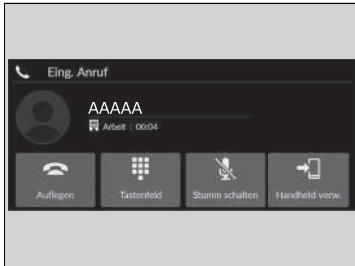 Eing. Anruf
AAAAA
Arbeit | 00:04
Auflegen Tastenfeld Stumm schalten Handheld verw.